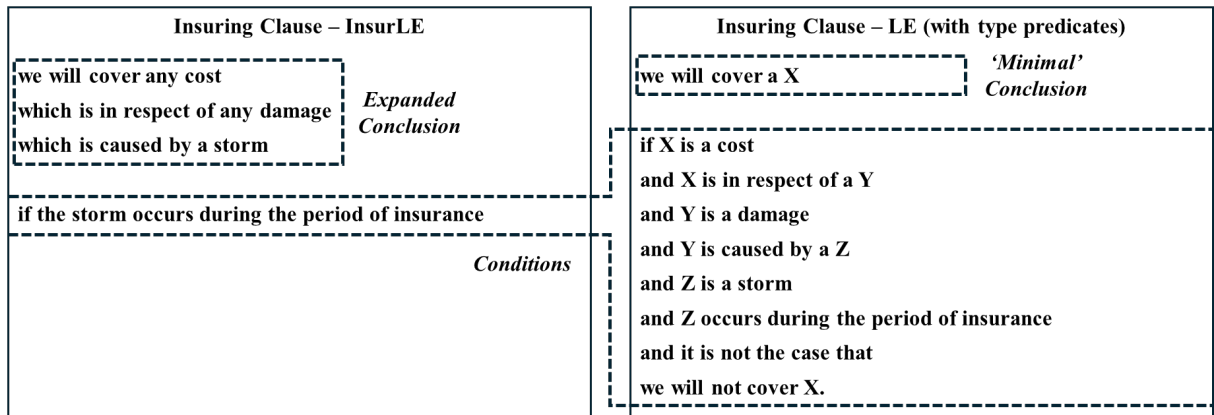 Insuring Clause – InsurLE
we will cover any cost
which is in respect of any damage
which is caused by a storm
Expanded
Conclusion
if the storm occurs during the period of insurance
Conditions
Insuring Clause – LE (with type predicates)
we will cover a X
‘Minimal’
Conclusion
if X is a cost
and X is in respect of a Y
and Y is a damage
and Y is caused by a Z
and Z is a storm
and Z occurs during the period of insurance
and it is not the case that
we will not cover X.